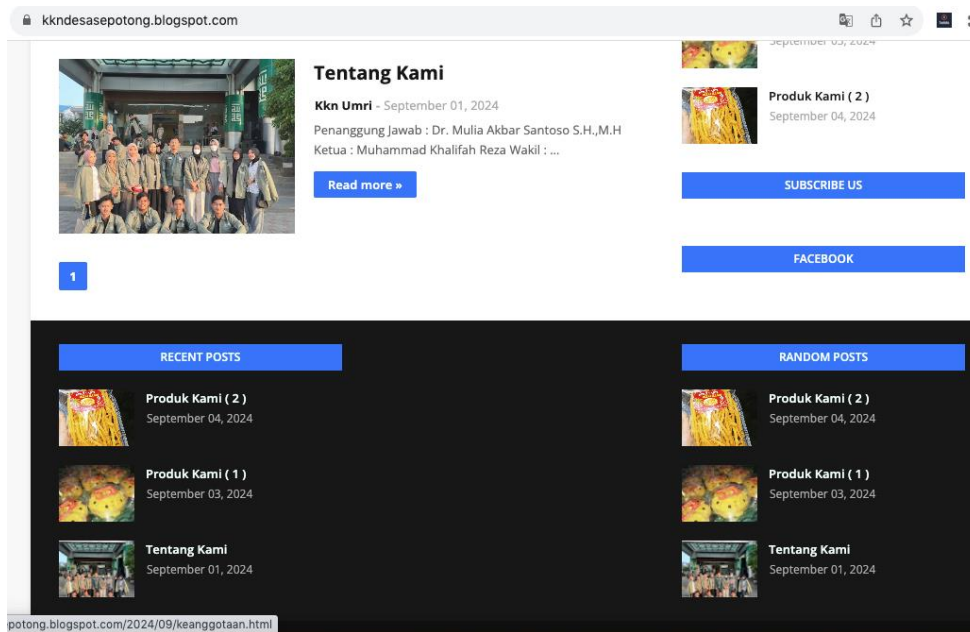 kkndesasepotong.blogspot.com
Tentang Kami
Kkn Umri - September 01, 2024
Penanggung Jawab : Dr. Mulia Akbar Santoso S.H.,M.H
Ketua : Muhammad Khalifah Reza Wakil : ...
Read more »
1
September 03, 2024
Produk Kami ( 2 )
September 04, 2024
SUBSCRIBE US
FACEBOOK
RECENT POSTS
Produk Kami ( 2 )
September 04, 2024
Produk Kami ( 1 )
September 03, 2024
Tentang Kami
September 01, 2024
RANDOM POSTS
Produk Kami ( 2 )
September 04, 2024
Produk Kami ( 1 )
September 03, 2024
Tentang Kami
September 01, 2024
potong.blogspot.com/2024/09/keanggotaan.html